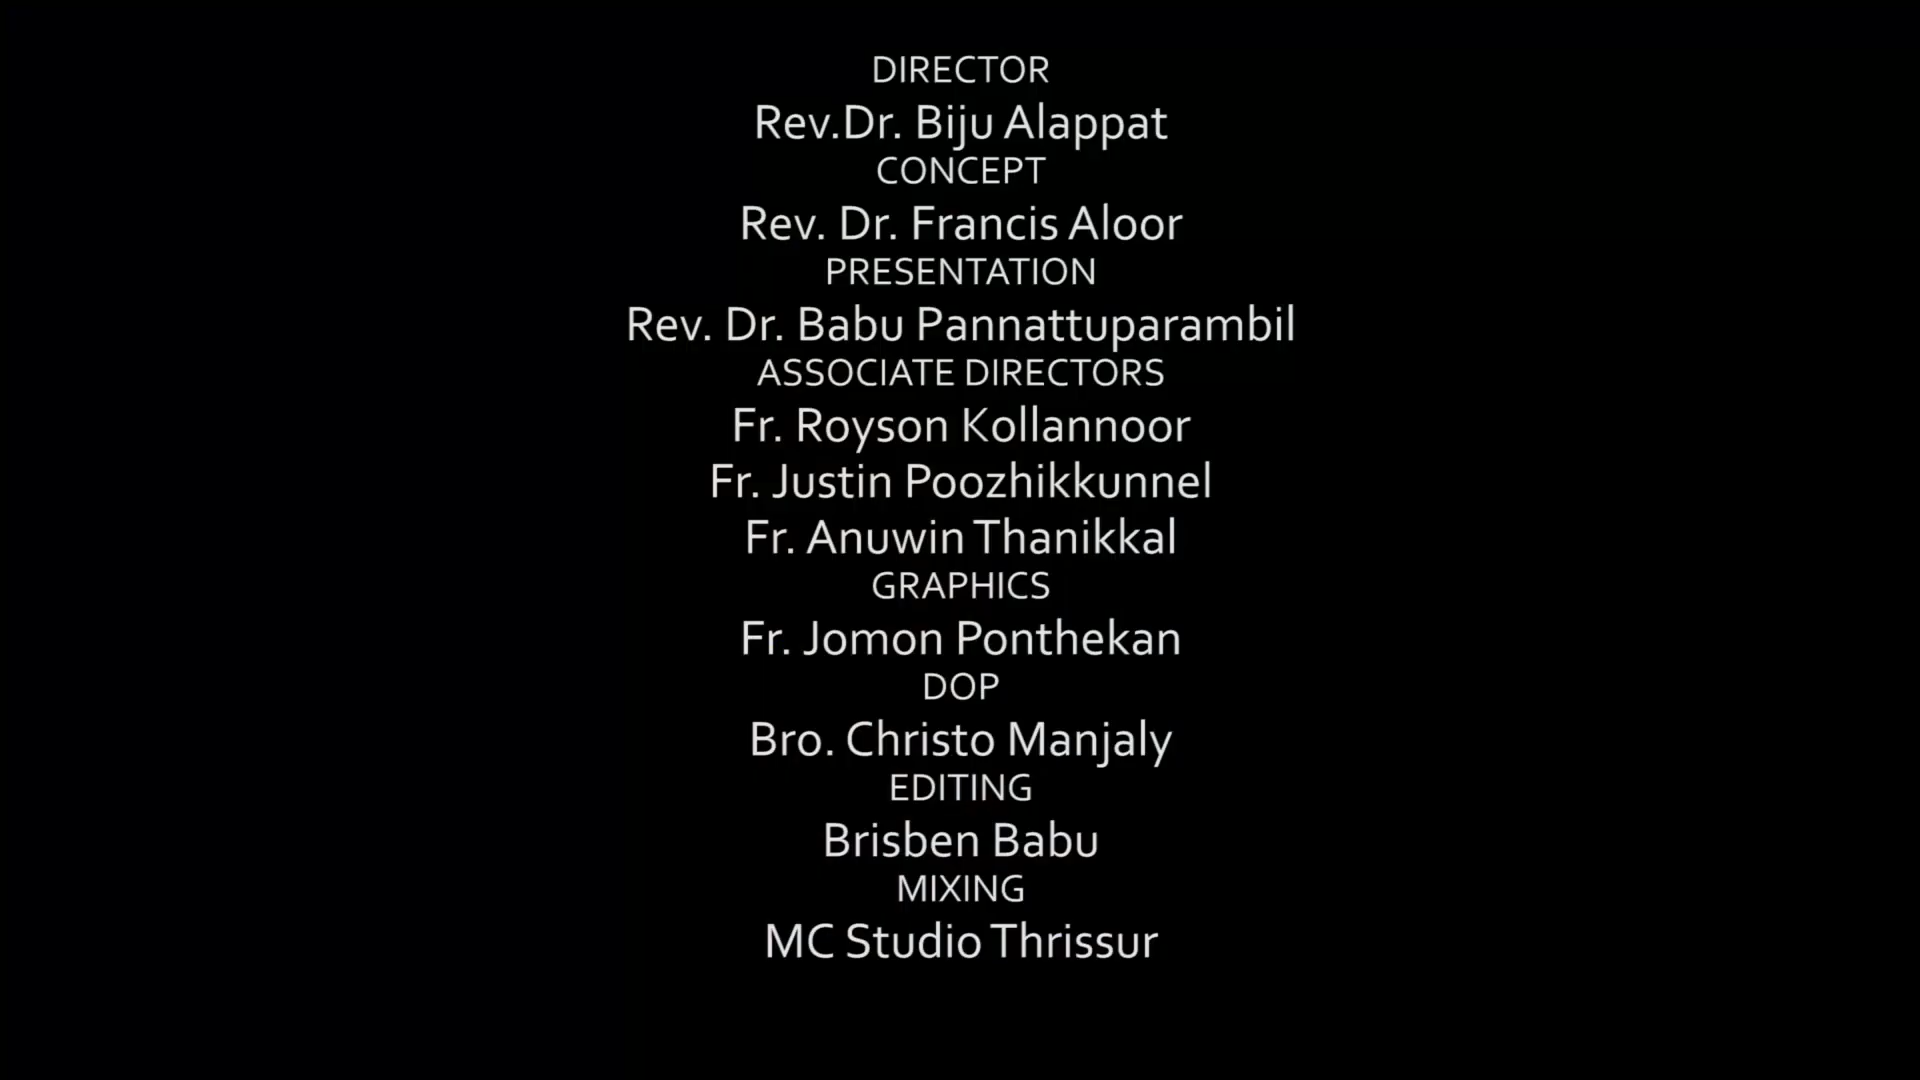 DIRECTOR
Rev.Dr. Biju Alappat
CONCEPT
Rev. Dr. Francis Aloor
PRESENTATION
Rev. Dr. Babu Pannattuparambil
ASSOCIATE DIRECTORS
Fr. Royson Kollannoor
Fr. Justin Poozhikkunnel
Fr. Anuwin Thanikkal
GRAPHICS
Fr. Jomon Ponthekan
DOP
Bro. Christo Manjaly
EDITING
Brisben Babu
MIXING
MC Studio Thrissur